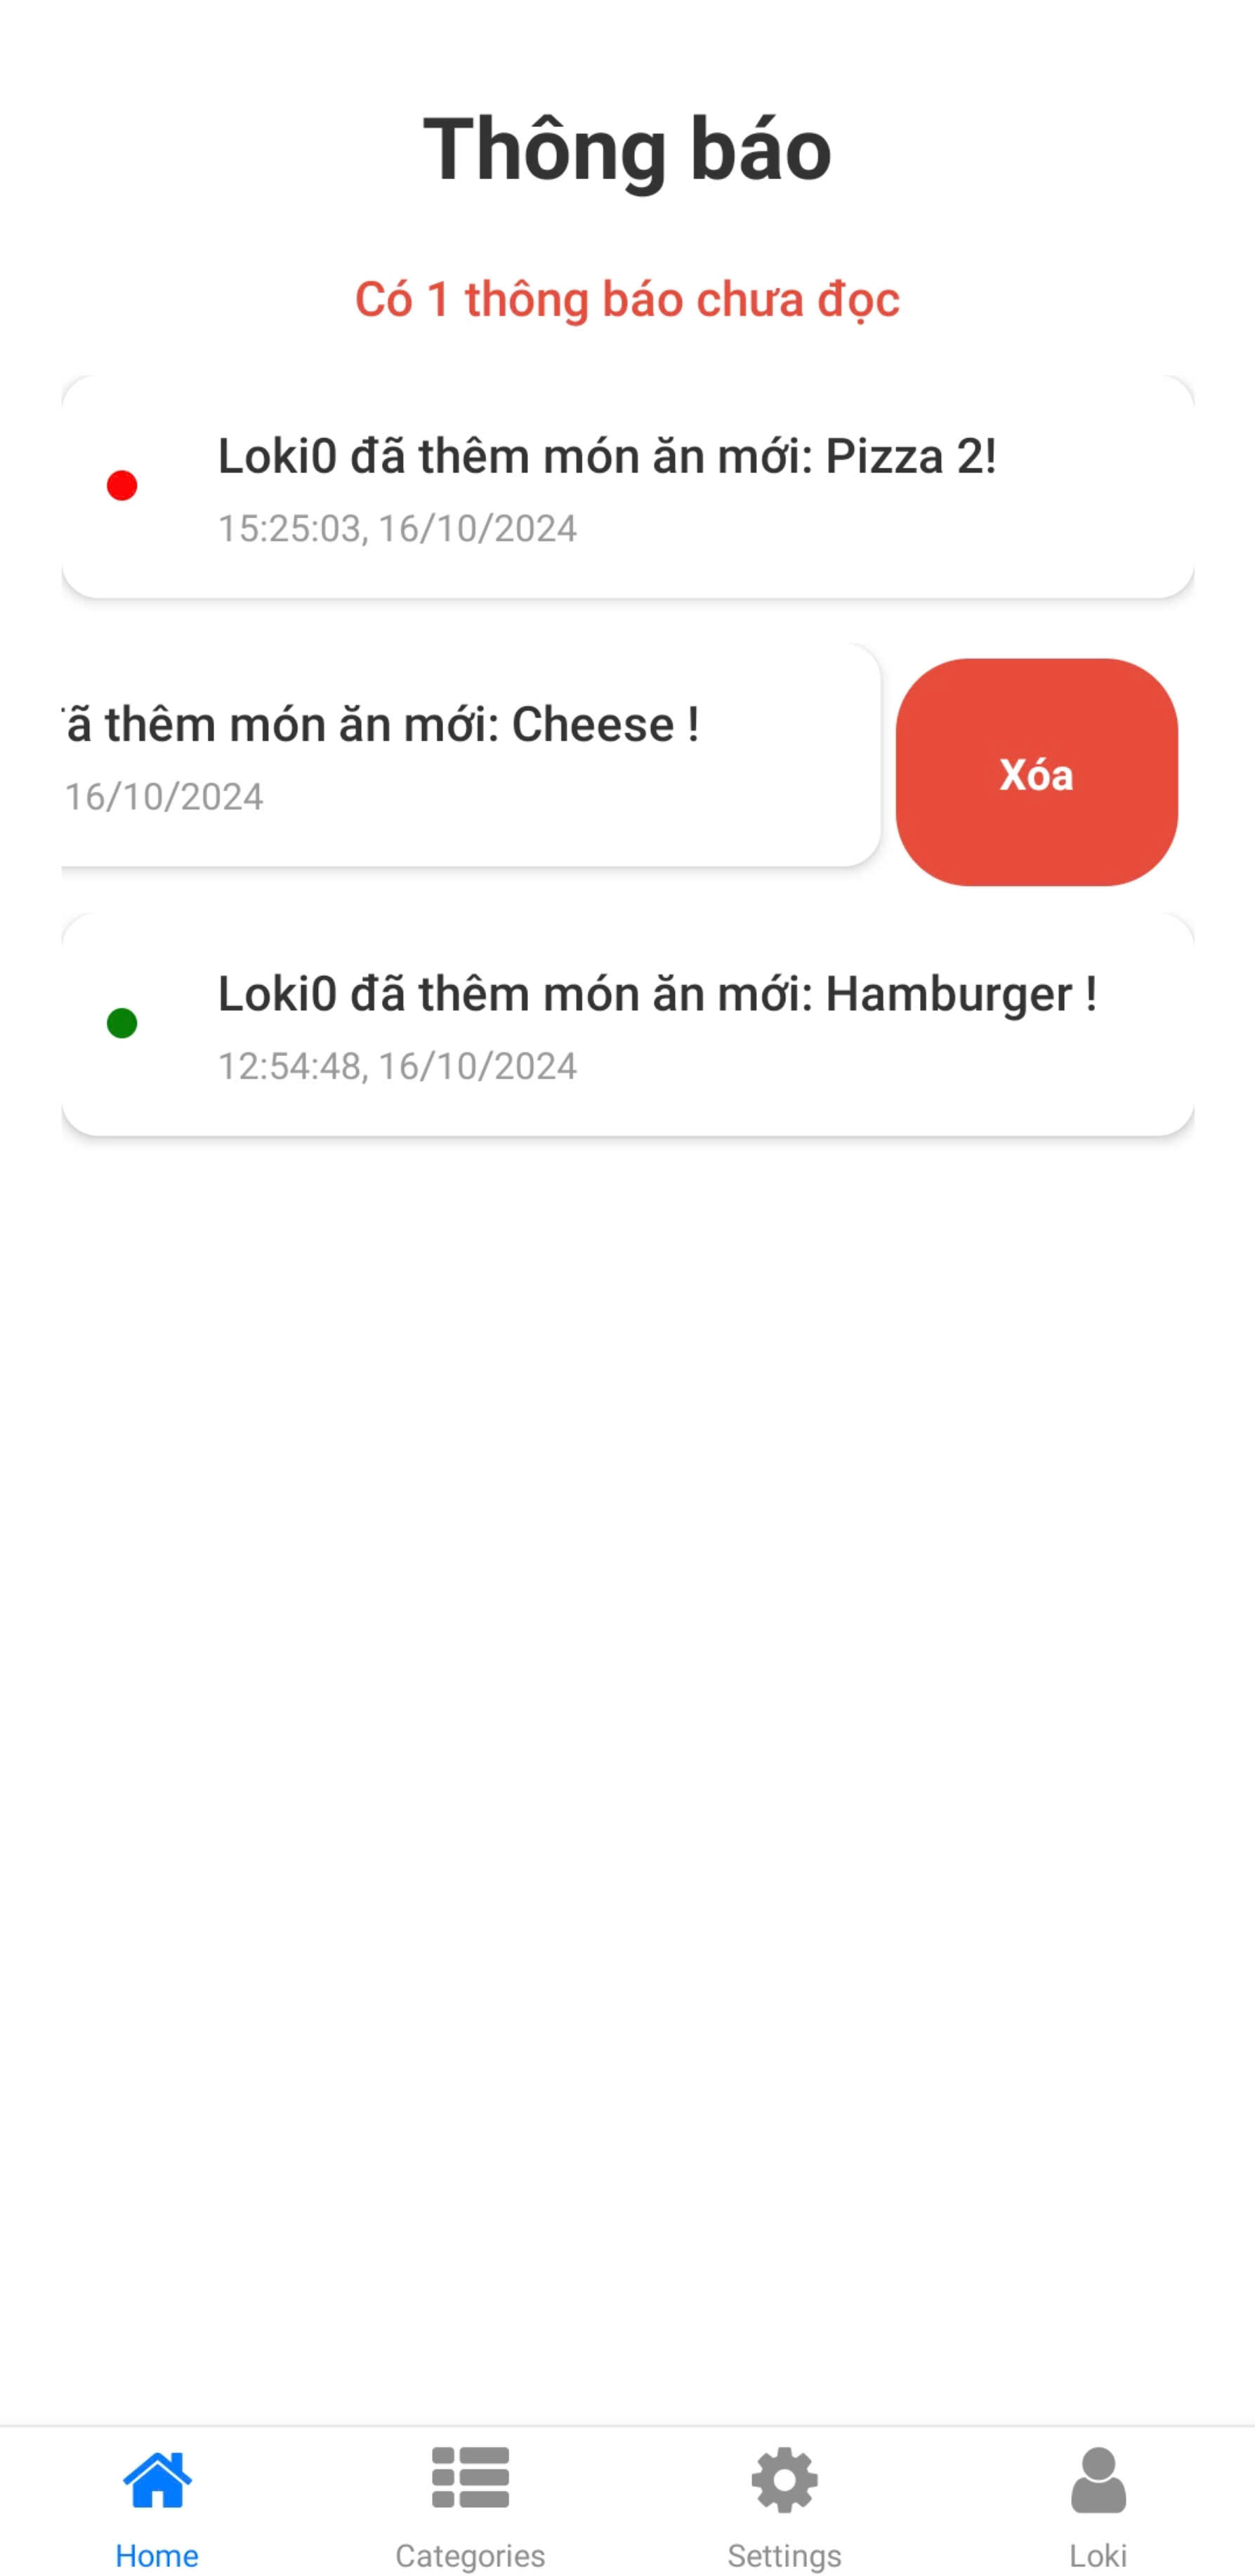 Thông báo
Có 1 thông báo chưa đọc
Loki0 đã thêm món ăn mới: Pizza 2!
15:25:03, 16/10/2024
thêm món ăn mới: Cheese !
16/10/2024
Xóa
Loki0 đã thêm món ăn mới: Hamburger !
12:54:48, 16/10/2024
Home
Categories
Settings
Loki